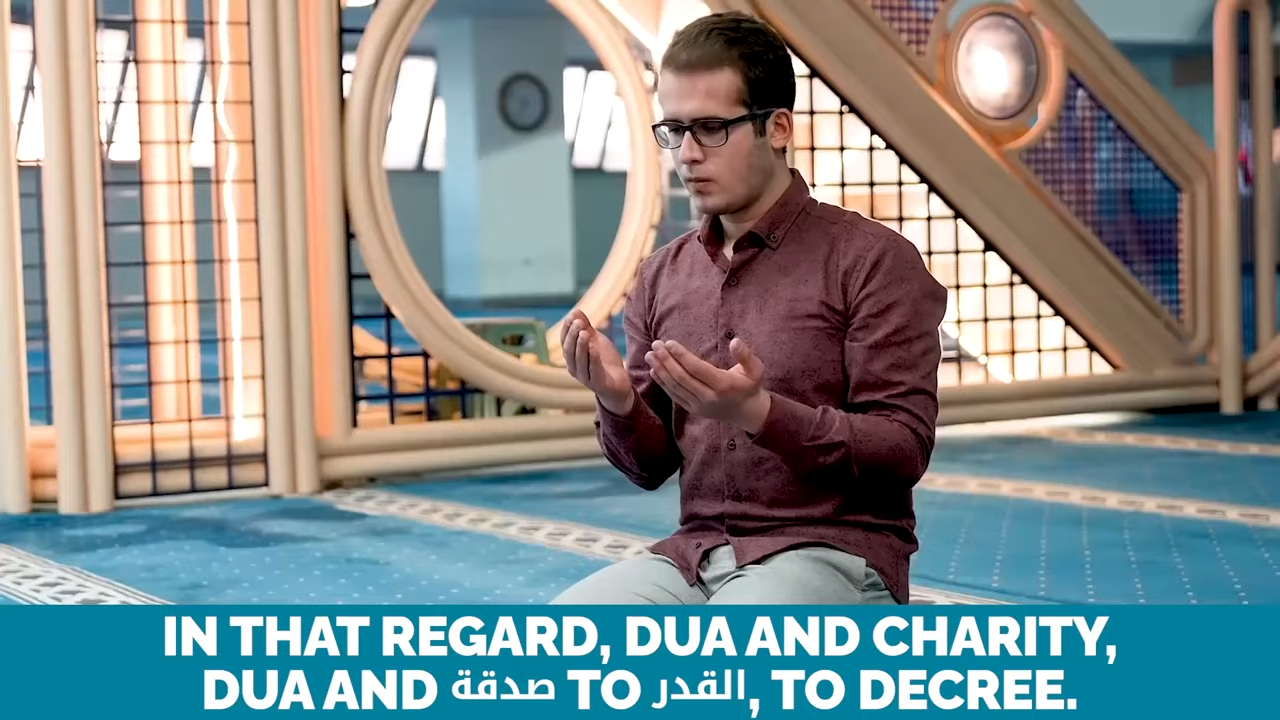 IN THAT REGARD, DUA AND CHARITY,
DUA AND صدقة TO القدر, TO DECREE.